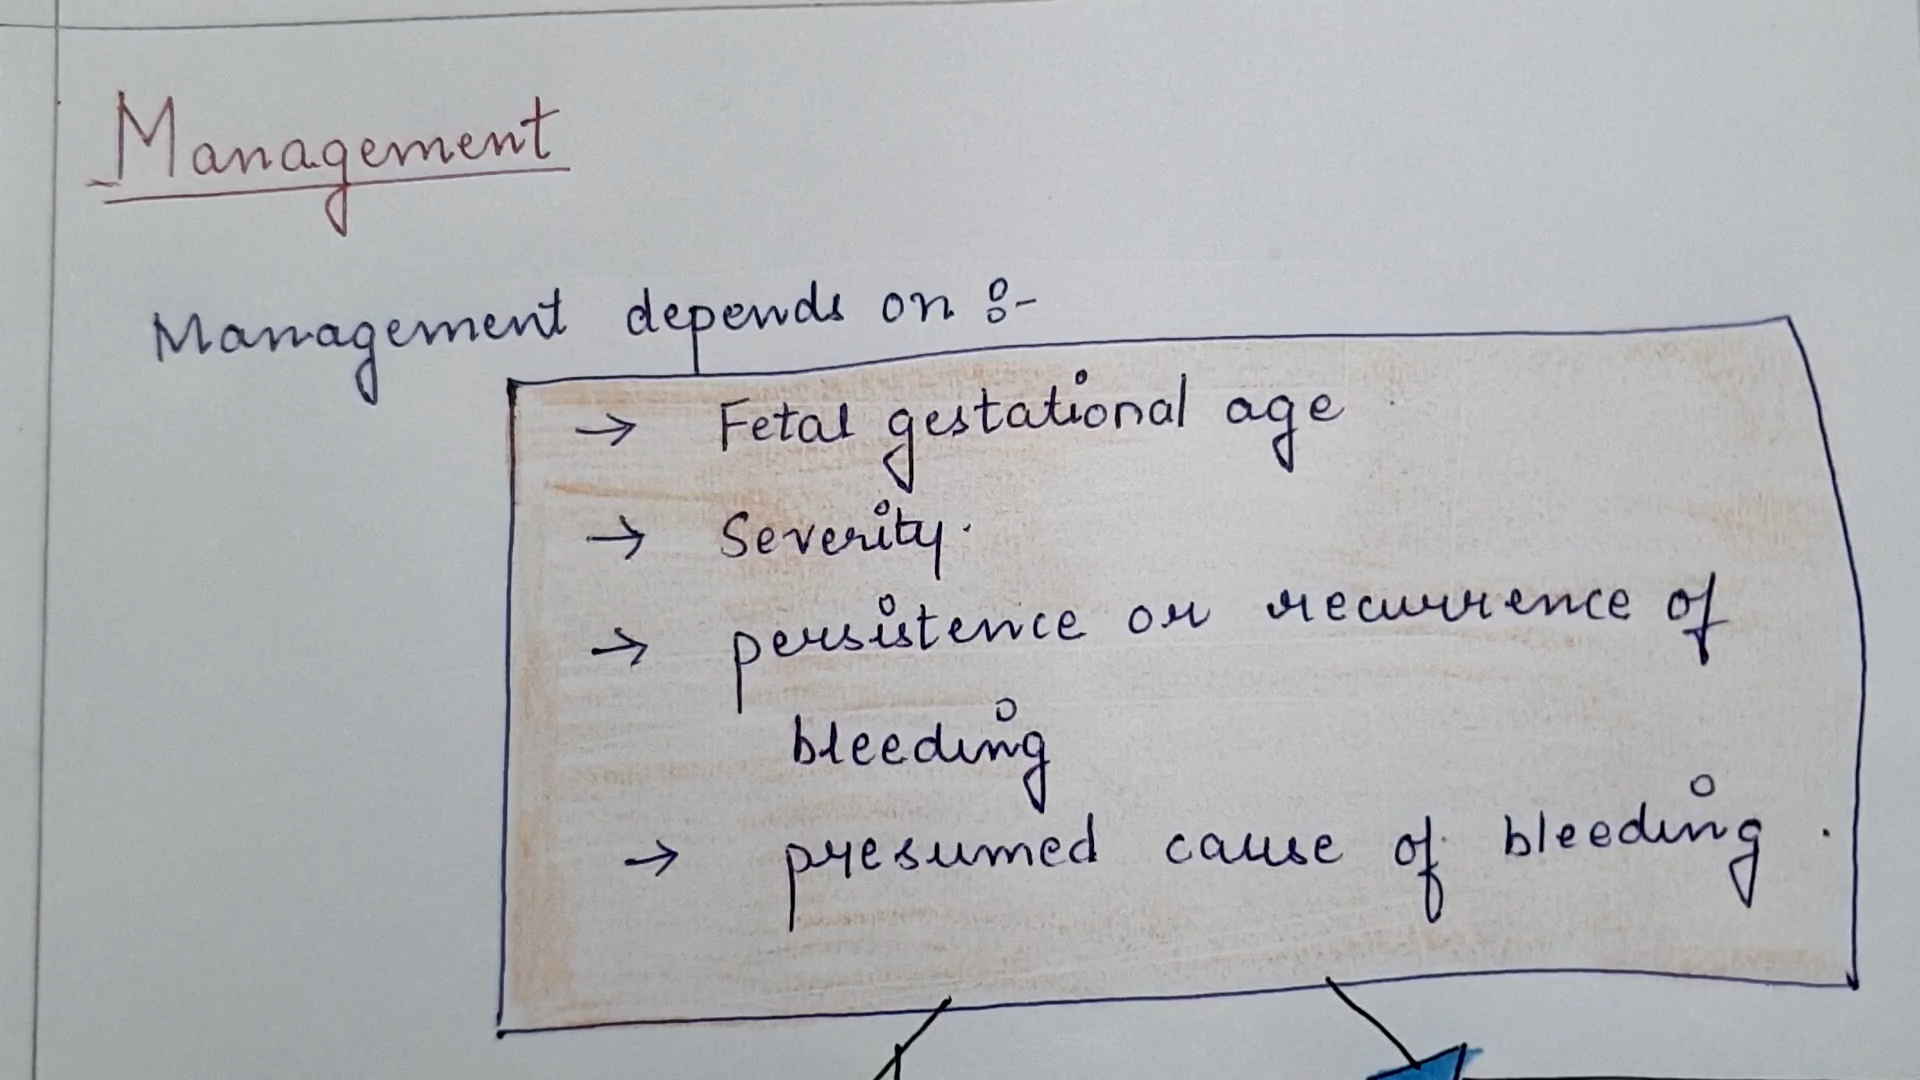 Management
Management depends on :-
→ Fetal gestational age
→ Severity.
→ persistence or recurrence of
bleeding
→ presumed cause of bleeding.